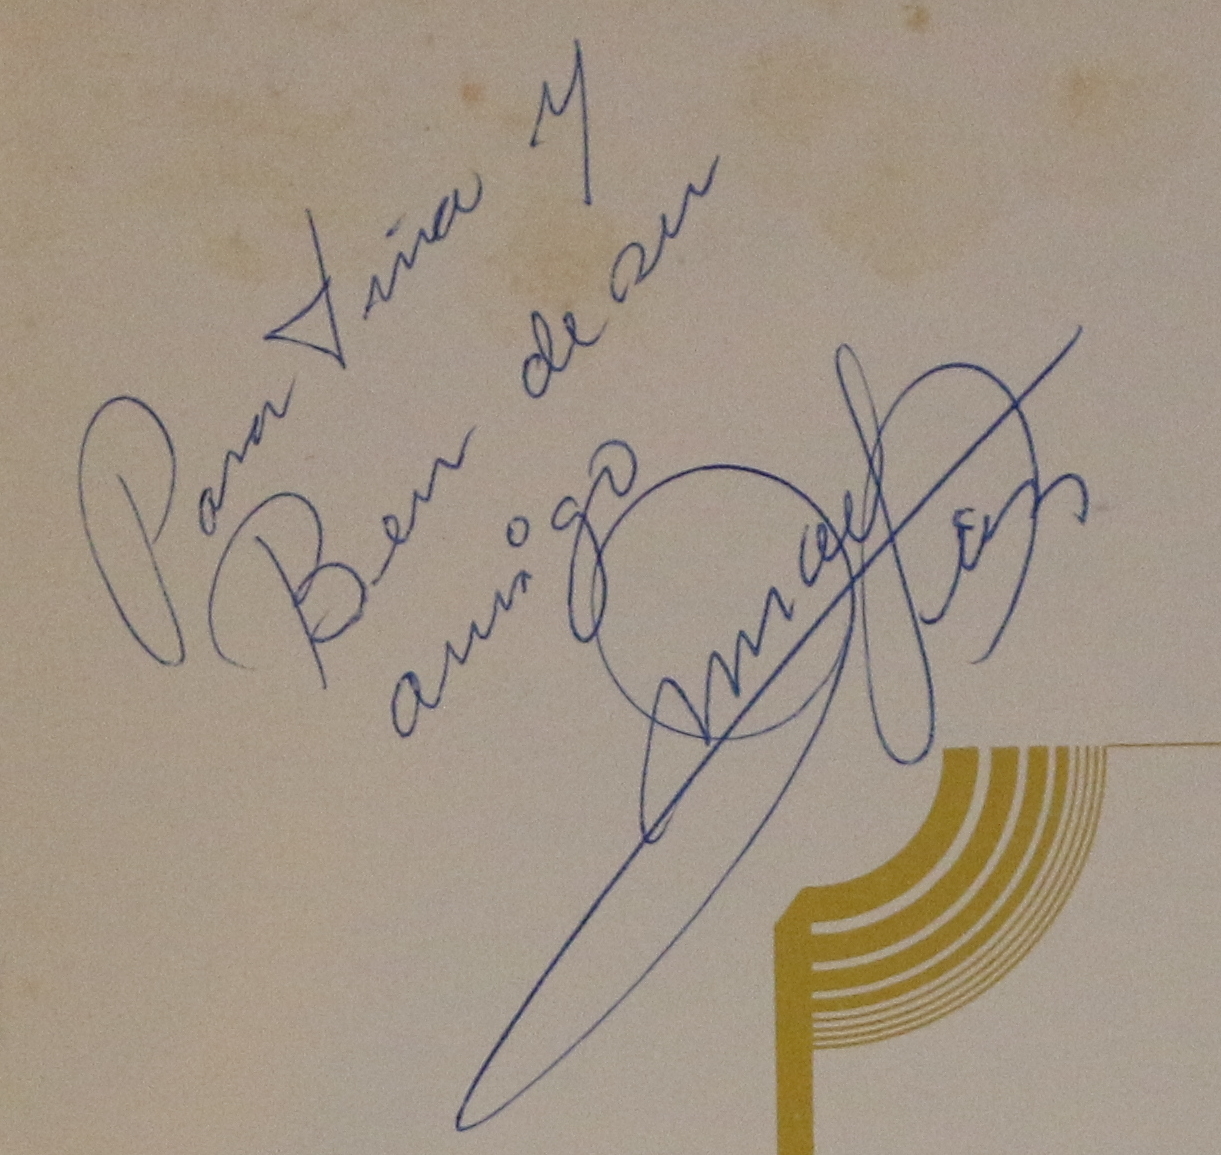 Para Tina Y
Ben de su
amigo